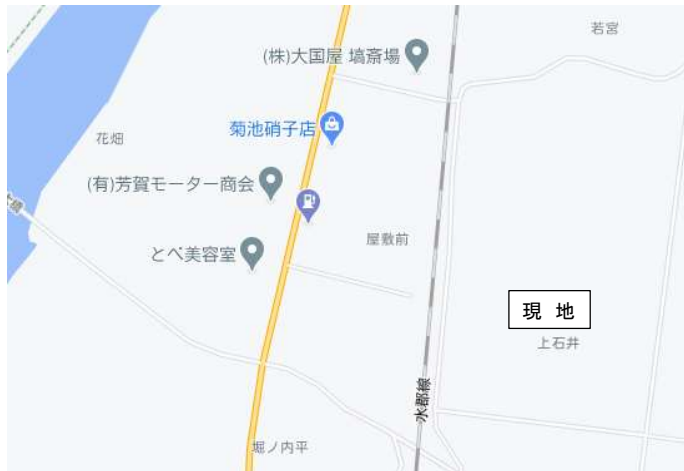 若宮
(株)大国屋 塙斎場
菊池硝子店
花畑
(有)芳賀モーター商会
屋敷前
とべ美容室
現 地
上石井
水郡線
堀ノ内平